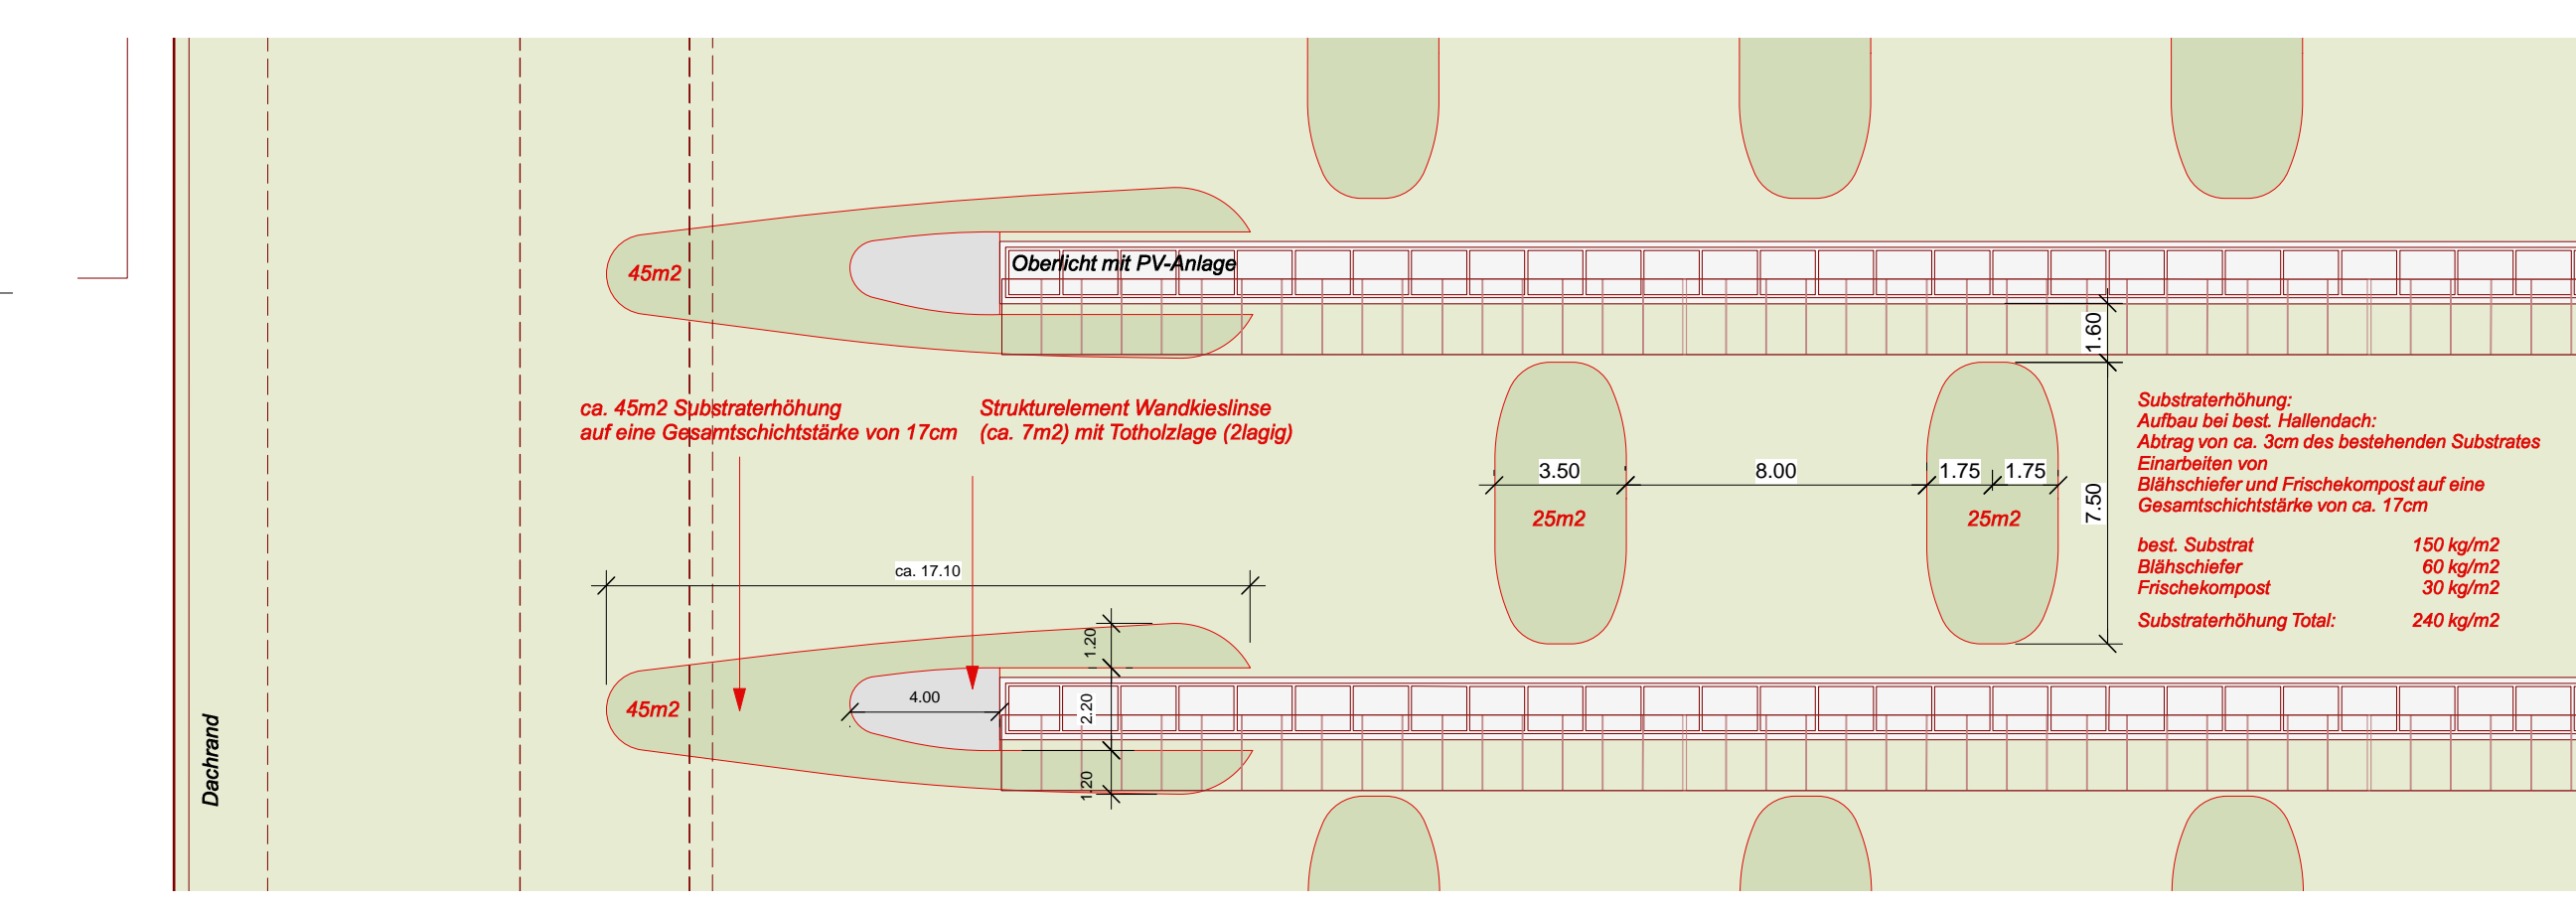 Oberlicht mit PV-Anlage
45m2
1.60
ca. 45m2 Substraterhöhung
auf eine Gesamtschichtstärke von 17cm
Strukturelement Wandkieslinse
(ca. 7m2) mit Totholzlage (2lagig)
3.50
8.00
1.75
1.75
25m2
25m2
7.50
Substraterhöhung:
Aufbau bei best. Hallendach:
Abtrag von ca. 3cm des bestehenden Substrates
Einarbeiten von
Blähschiefer und Frischekompost auf eine
Gesamtschichtstärke von ca. 17cm
best. Substrat 150 kg/m2
Blähschiefer 60 kg/m2
Frischekompost 30 kg/m2
Substraterhöhung Total: 240 kg/m2
ca. 17.10
1.20
45m2
4.00
2.20
1.20
Dachrand